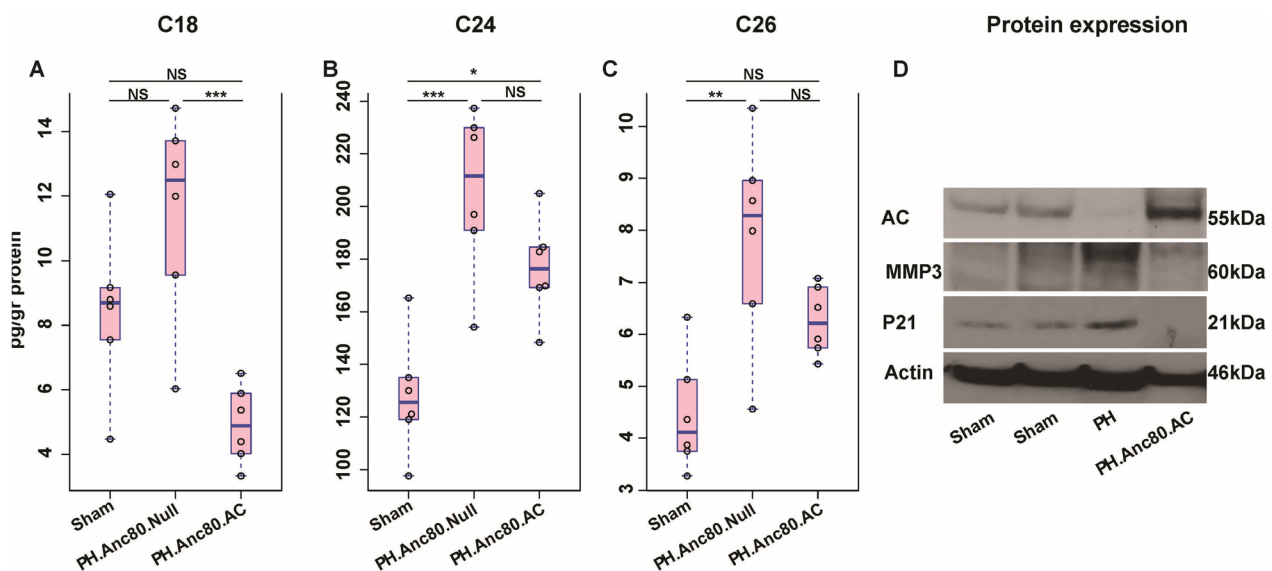 C18
C24
C26
Protein expression
A
B
C
D
NS
NS
***
*
***
NS
NS
**
NS
pg/gr protein
4
6
8
10
12
14
100
120
140
160
180
200
220
240
3
4
5
6
7
8
9
10
Sham
PH.Anc80.Null
PH.Anc80.AC
Sham
PH.Anc80.Null
PH.Anc80.AC
Sham
PH.Anc80.Null
PH.Anc80.AC
AC
55kDa
MMP3
60kDa
P21
21kDa
Actin
46kDa
Sham
Sham
PH
PH.Anc80.AC